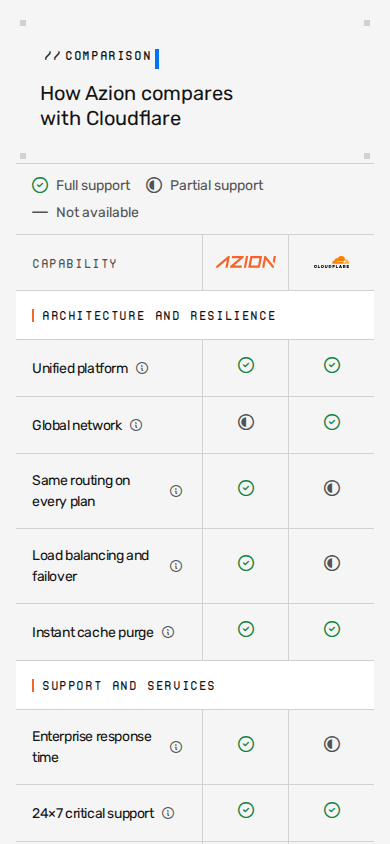 // COMPARISON
How Azion compares
with Cloudflare
Full support
Partial support
Not available
CAPABILITY
AZION
CLOUDFLARE
ARCHITECTURE AND RESILIENCE
Unified platform
Global network
Same routing on
every plan
Load balancing and
failover
Instant cache purge
SUPPORT AND SERVICES
Enterprise response
time
24×7 critical support